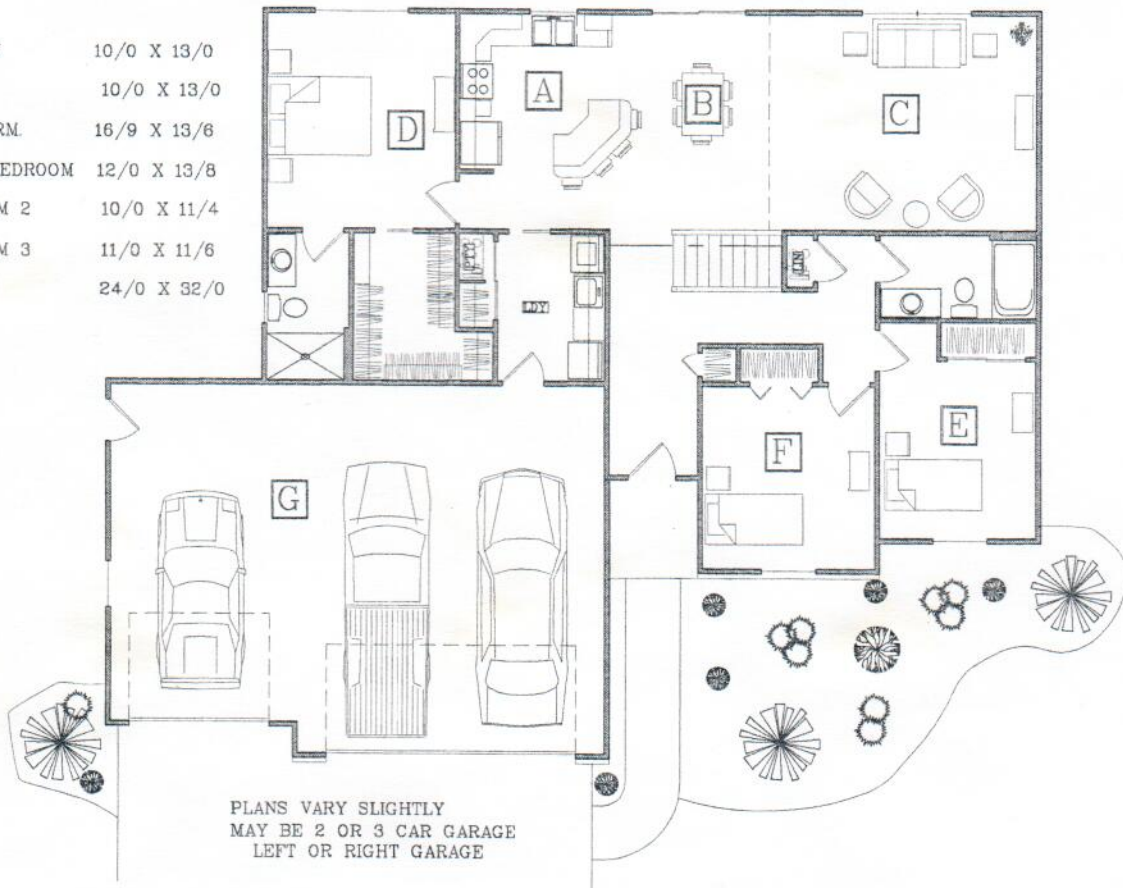 10/0 X 13/0
10/0 X 13/0
RM. 16/9 X 13/6
EDROOM 12/0 X 13/8
M 2 10/0 X 11/4
M 3 11/0 X 11/6
24/0 X 32/0
A
B
C
D
LIN
LDY
E
F
G
PLANS VARY SLIGHTLY
MAY BE 2 OR 3 CAR GARAGE
LEFT OR RIGHT GARAGE